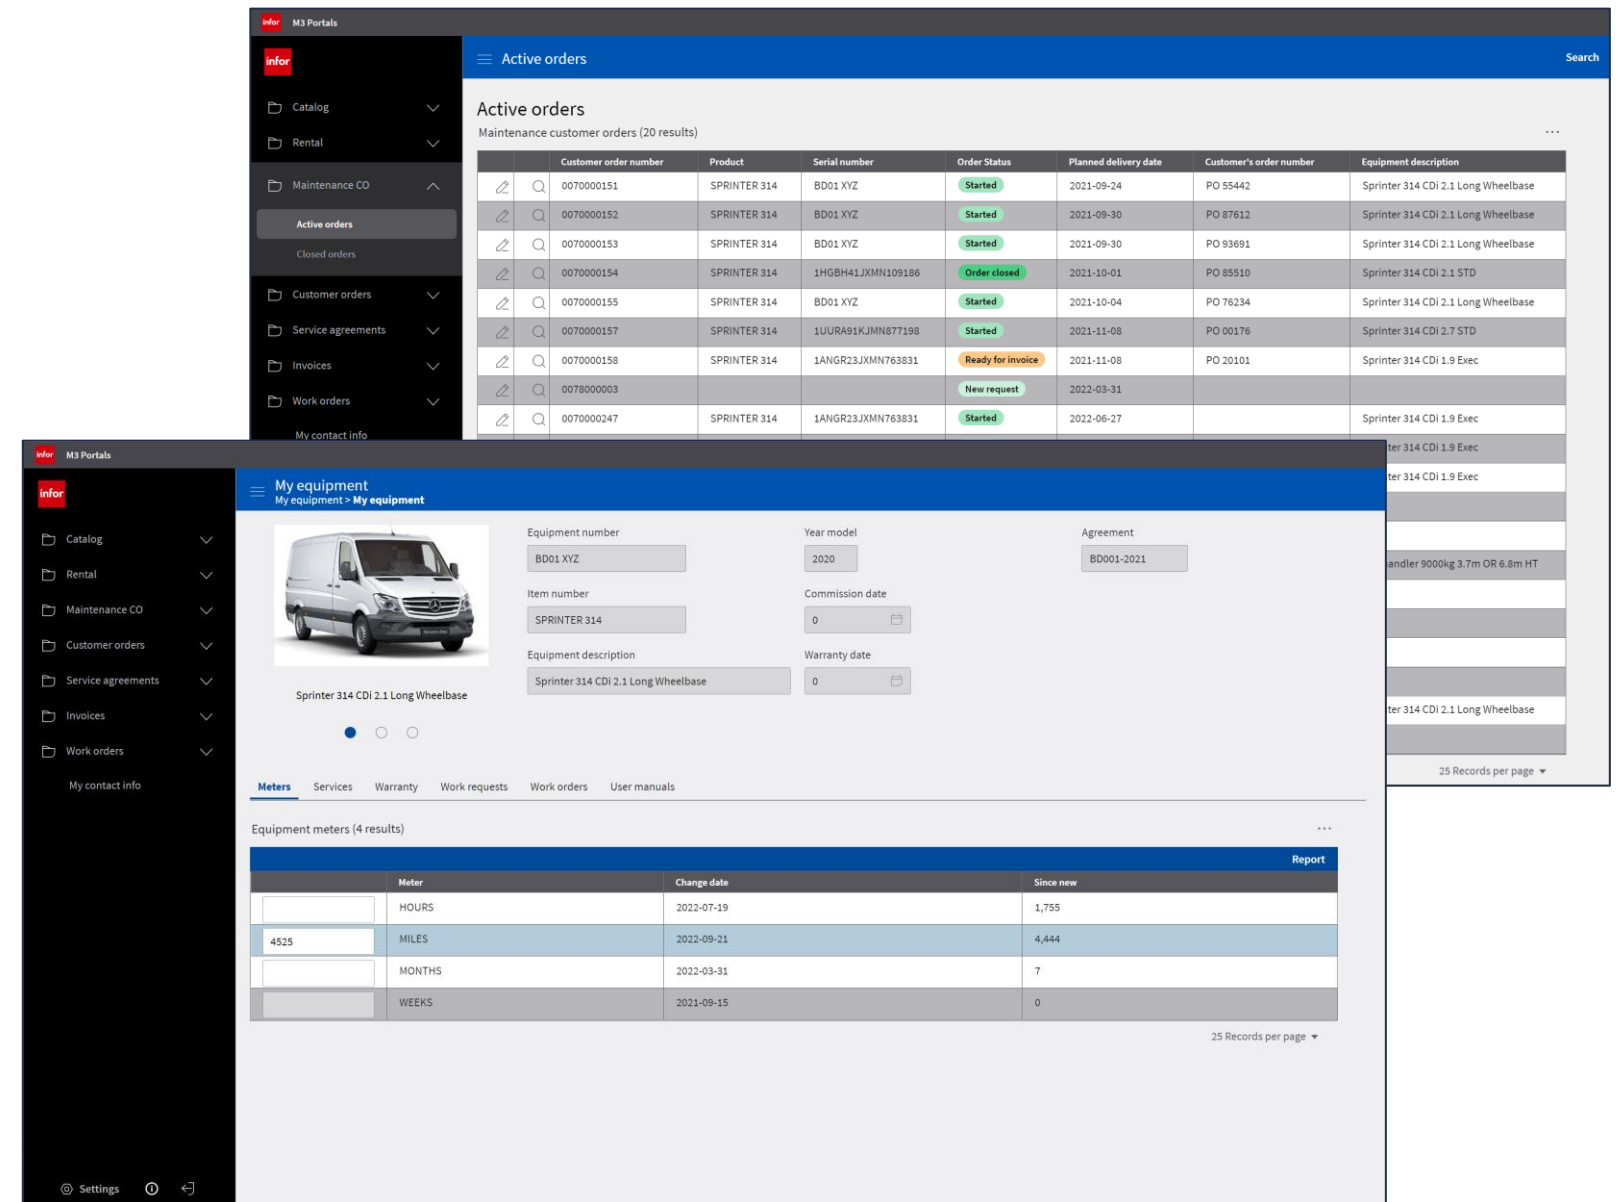 infor M3 Portals
infor
Active orders
Search
Catalog
Rental
Maintenance CO
Active orders
Closed orders
Customer orders
Service agreements
Invoices
Work orders
My contact info
Active orders
Maintenance customer orders (20 results)
...
Customer order number Product Serial number Order Status Planned delivery date Customer's order number Equipment description
0070000151 SPRINTER 314 BD01 XYZ Started 2021-09-24 PO 55442 Sprinter 314 CDi 2.1 Long Wheelbase
0070000152 SPRINTER 314 BD01 XYZ Started 2021-09-30 PO 87612 Sprinter 314 CDi 2.1 Long Wheelbase
0070000153 SPRINTER 314 BD01 XYZ Started 2021-09-30 PO 93691 Sprinter 314 CDi 2.1 Long Wheelbase
0070000154 SPRINTER 314 1HGBH41JXMN109186 Order closed 2021-10-01 PO 85510 Sprinter 314 CDi 2.1 STD
0070000155 SPRINTER 314 BD01 XYZ Started 2021-10-04 PO 76234 Sprinter 314 CDi 2.1 Long Wheelbase
0070000157 SPRINTER 314 1UURA91KJMN877198 Started 2021-11-08 PO 00176 Sprinter 314 CDi 2.7 STD
0070000158 SPRINTER 314 1ANGR23JXMN763831 Ready for invoice 2021-11-08 PO 20101 Sprinter 314 CDi 1.9 Exec
0078000003 New request 2022-03-31
0070000247 SPRINTER 314 1ANGR23JXMN763831 Started 2022-06-27 Sprinter 314 CDi 1.9 Exec
ter 314 CDi 1.9 Exec
ter 314 CDi 1.9 Exec
andler 9000kg 3.7m OR 6.8m HT
ter 314 CDi 2.1 Long Wheelbase
25 Records per page
infor M3 Portals
infor
My equipment
My equipment > My equipment
Catalog
Rental
Maintenance CO
Customer orders
Service agreements
Invoices
Work orders
My contact info
Settings
Sprinter 314 CDi 2.1 Long Wheelbase
Equipment number Year model Agreement
BD01 XYZ 2020 BD001-2021
Item number Commission date
SPRINTER 314 0
Equipment description Warranty date
Sprinter 314 CDi 2.1 Long Wheelbase 0
Meters Services Warranty Work requests Work orders User manuals
Equipment meters (4 results)
...
Report
Meter Change date Since new
HOURS 2022-07-19 1,755
4525 MILES 2022-09-21 4,444
MONTHS 2022-03-31 7
WEEKS 2021-09-15 0
25 Records per page